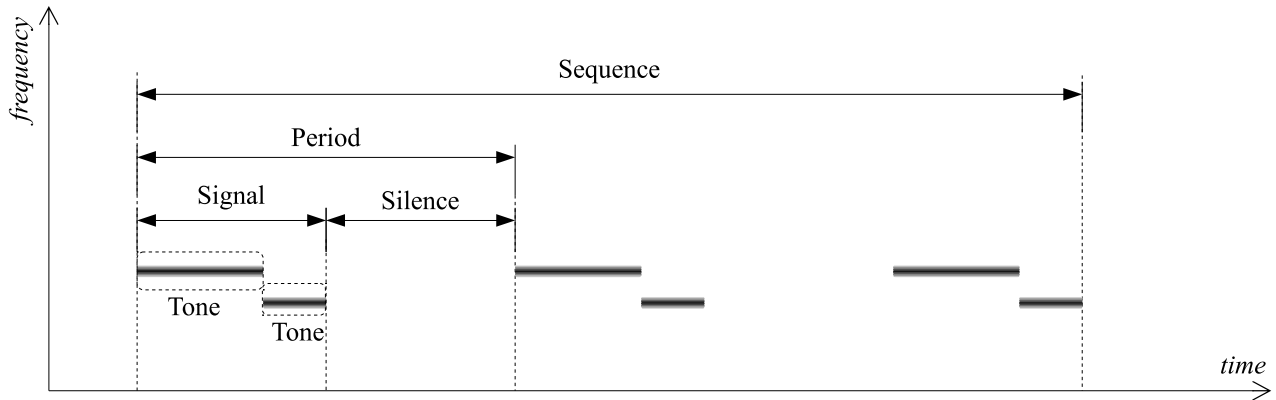 frequency
Sequence
Period
Signal
Silence
Tone
Tone
time